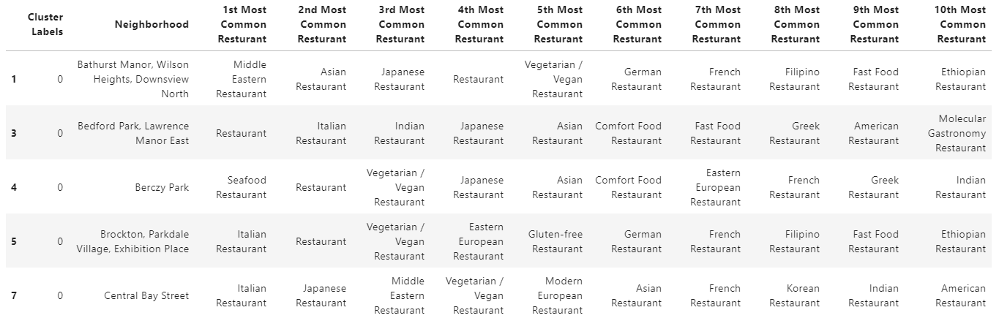 Cluster Labels Neighborhood 1st Most Common Resturant 2nd Most Common Resturant 3rd Most Common Resturant 4th Most Common Resturant 5th Most Common Resturant 6th Most Common Resturant 7th Most Common Resturant 8th Most Common Resturant 9th Most Common Resturant 10th Most Common Resturant
1 0 Bathurst Manor, Wilson Heights, Downsview North Middle Eastern Restaurant Asian Restaurant Japanese Restaurant Restaurant Vegetarian / Vegan Restaurant German Restaurant French Restaurant Filipino Restaurant Fast Food Restaurant Ethiopian Restaurant
3 0 Bedford Park, Lawrence Manor East Restaurant Italian Restaurant Indian Restaurant Japanese Restaurant Asian Restaurant Comfort Food Restaurant Fast Food Restaurant Greek Restaurant American Restaurant Molecular Gastronomy Restaurant
4 0 Berczy Park Seafood Restaurant Restaurant Vegetarian / Vegan Restaurant Japanese Restaurant Asian Restaurant Comfort Food Restaurant Eastern European Restaurant French Restaurant Greek Restaurant Indian Restaurant
5 0 Brockton, Parkdale Village, Exhibition Place Italian Restaurant Restaurant Vegetarian / Vegan Restaurant Eastern European Restaurant Gluten-free Restaurant German Restaurant French Restaurant Filipino Restaurant Fast Food Restaurant Ethiopian Restaurant
7 0 Central Bay Street Italian Restaurant Japanese Restaurant Middle Eastern Restaurant Vegetarian / Vegan Restaurant Modern European Restaurant Asian Restaurant French Restaurant Korean Restaurant Indian Restaurant American Restaurant